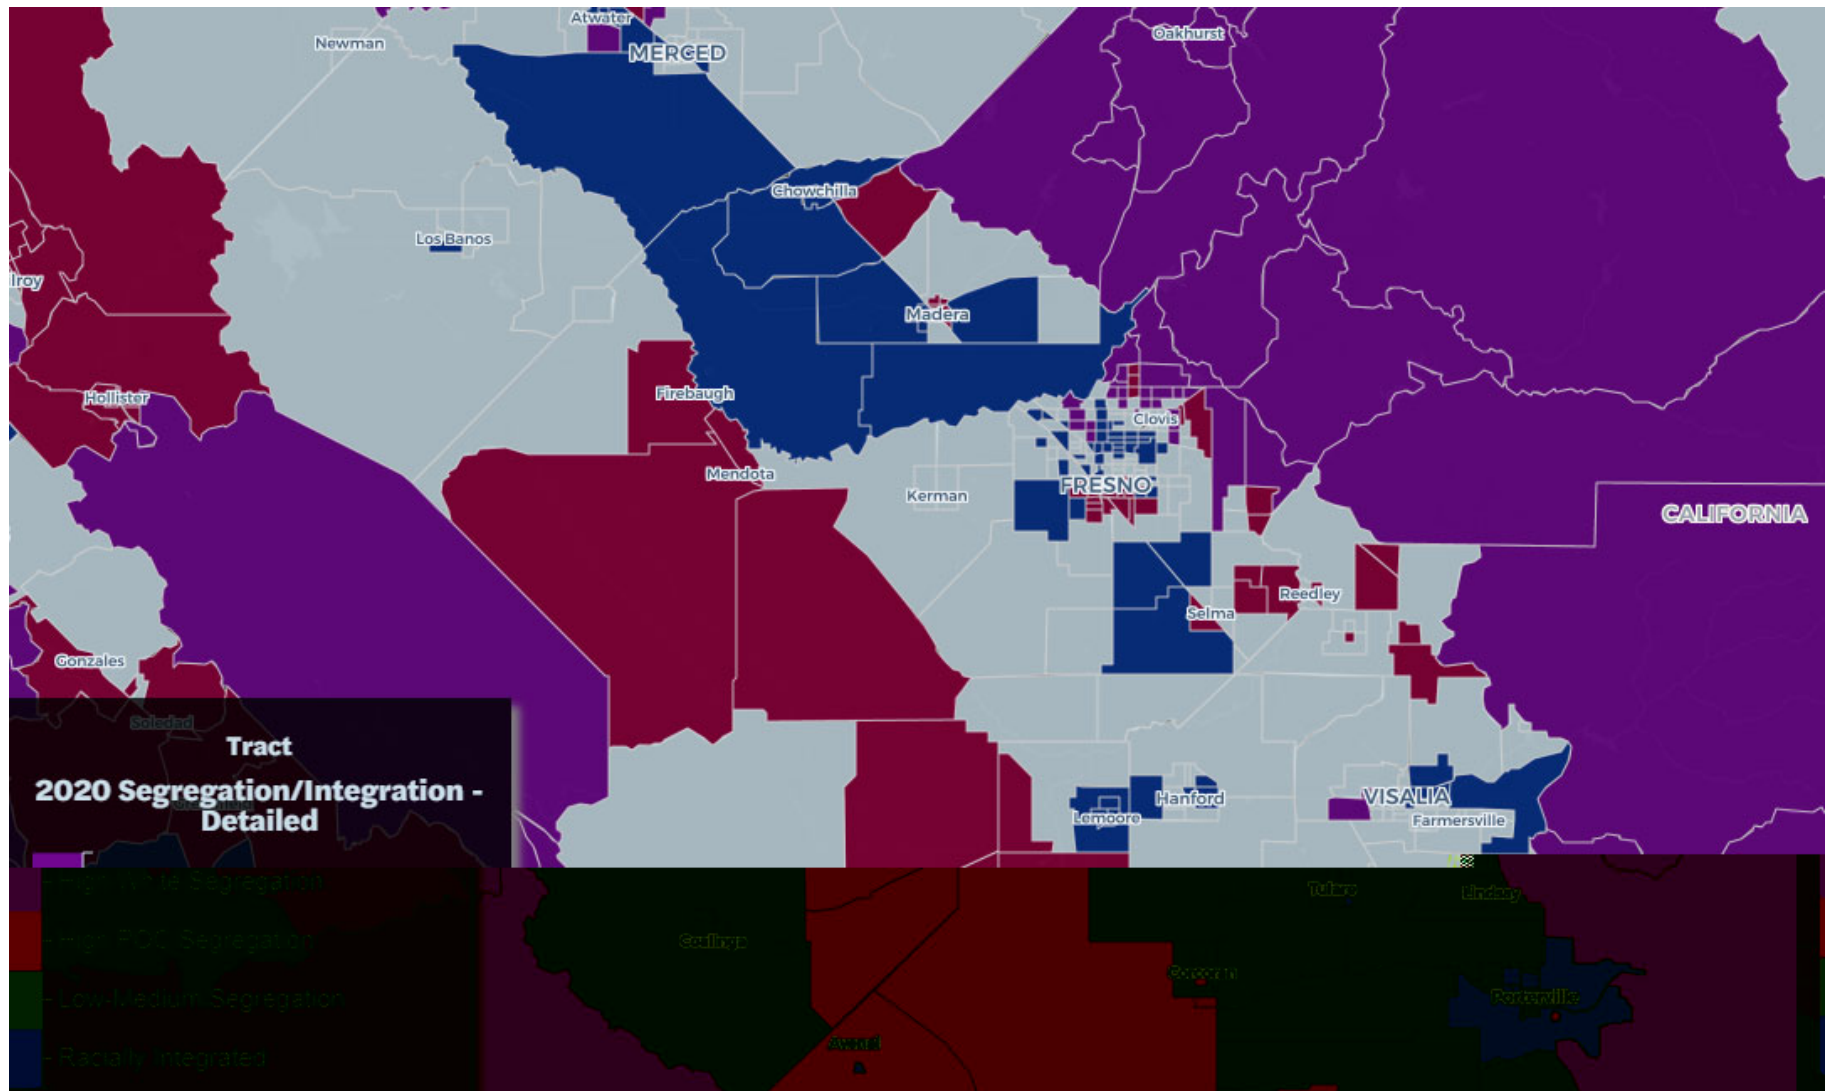 Atwater
Newman
MERCED
Oakhurst
Chowchilla
Los Banos
lroy
Madera
Hollister
Firebaugh
Clovis
Mendota
FRESNO
Kerman
CALIFORNIA
Reedley
Selma
Gonzales
Soledad
Tract
2020 Segregation/Integration -
Detailed
Hanford
VISALIA
Lemoore
Farmersville
- High White Segregation
Tulare
Lindsay
- High POC Segregation
Coalinga
Corcoran
- Low-Medium Segregation
Porterville
Avenal
- Racially Integrated